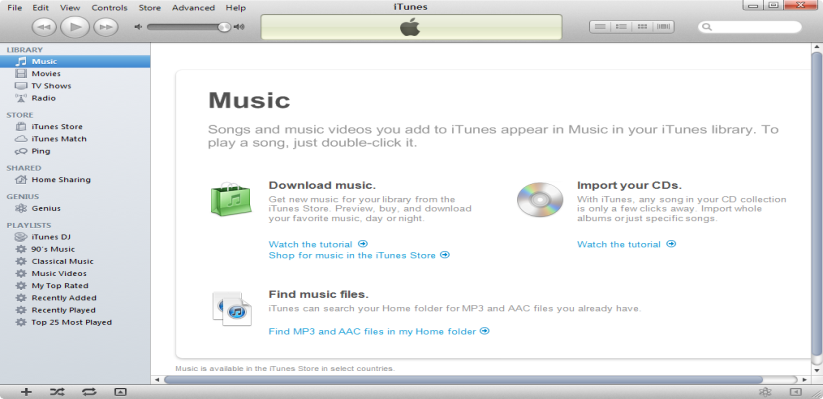 File Edit View Controls Store Advanced Help
iTunes
LIBRARY
Music
Movies
TV Shows
Radio
STORE
iTunes Store
iTunes Match
Ping
SHARED
Home Sharing
GENIUS
Genius
PLAYLISTS
iTunes DJ
90's Music
Classical Music
Music Videos
My Top Rated
Recently Added
Recently Played
Top 25 Most Played
Music
Songs and music videos you add to iTunes appear in Music in your iTunes library. To
play a song, just double-click it.
Download music.
Get new music for your library from the
iTunes Store. Preview, buy, and download
your favorite music, day or night.
Watch the tutorial
Shop for music in the iTunes Store
Import your CDs.
With iTunes, any song in your CD collection
is only a few clicks away. Import whole
albums or just specific songs.
Watch the tutorial
Find music files.
iTunes can search your Home folder for MP3 and AAC files you already have.
Find MP3 and AAC files in my Home folder
Music is available in the iTunes Store in select countries.